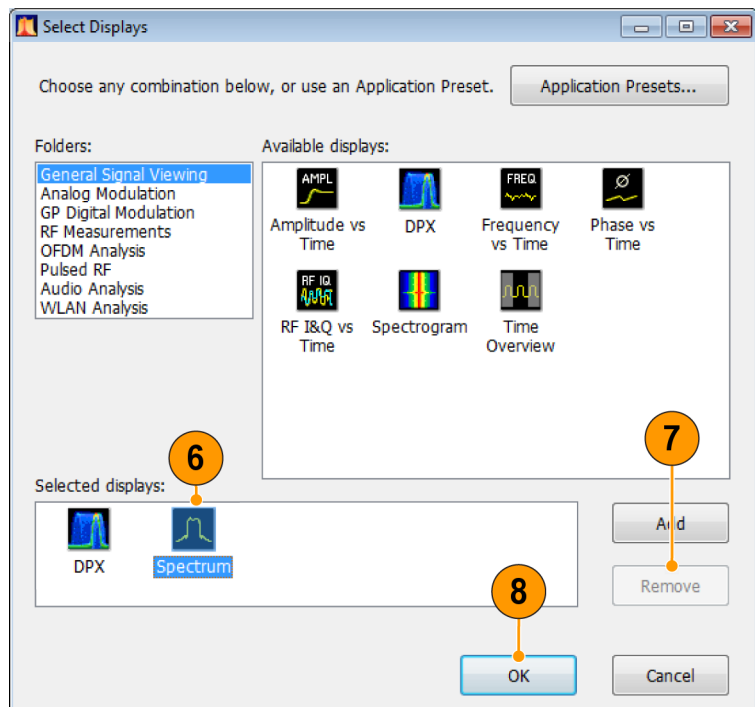 Select Displays
Choose any combination below, or use an Application Preset.
Application Presets...
Folders:
General Signal Viewing
Analog Modulation
GP Digital Modulation
RF Measurements
OFDM Analysis
Pulsed RF
Audio Analysis
WLAN Analysis
Available displays:
AMPL
Amplitude vs
Time
DPX
FREQ
Frequency
vs Time
Ø
Phase vs
Time
RF IQ
RF I&Q vs
Time
Spectrogram
Time
Overview
6
7
Selected displays:
DPX
Spectrum
Add
Remove
8
OK
Cancel